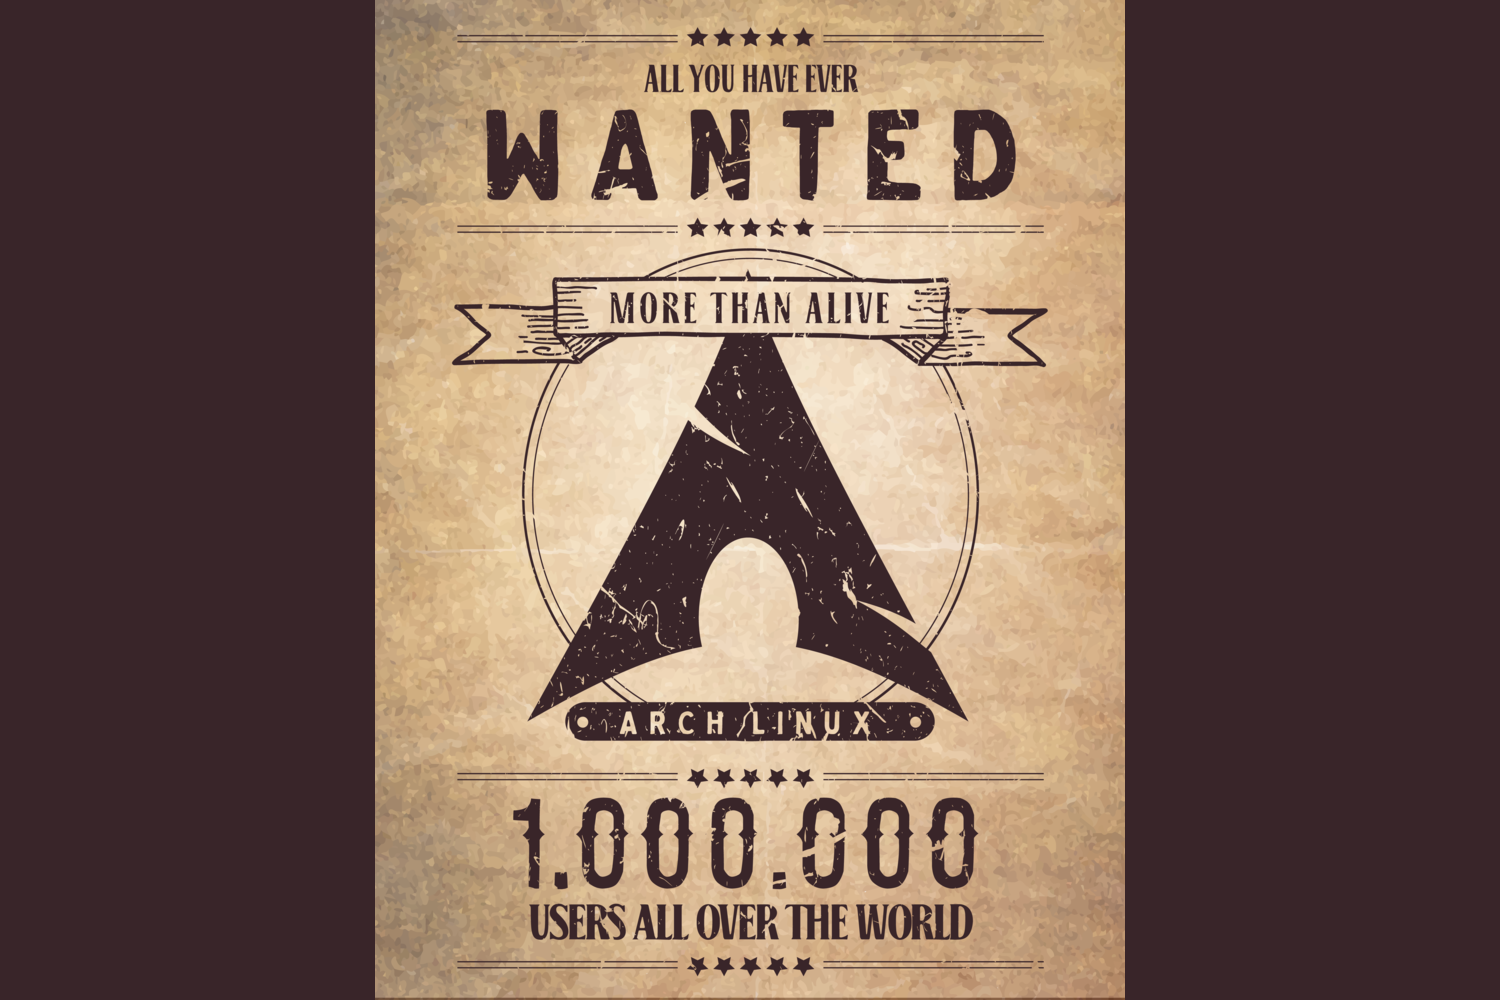 ALL YOU HAVE EVER
WANTED
MORE THAN ALIVE
ARCH LINUX
1.000.000
USERS ALL OVER THE WORLD